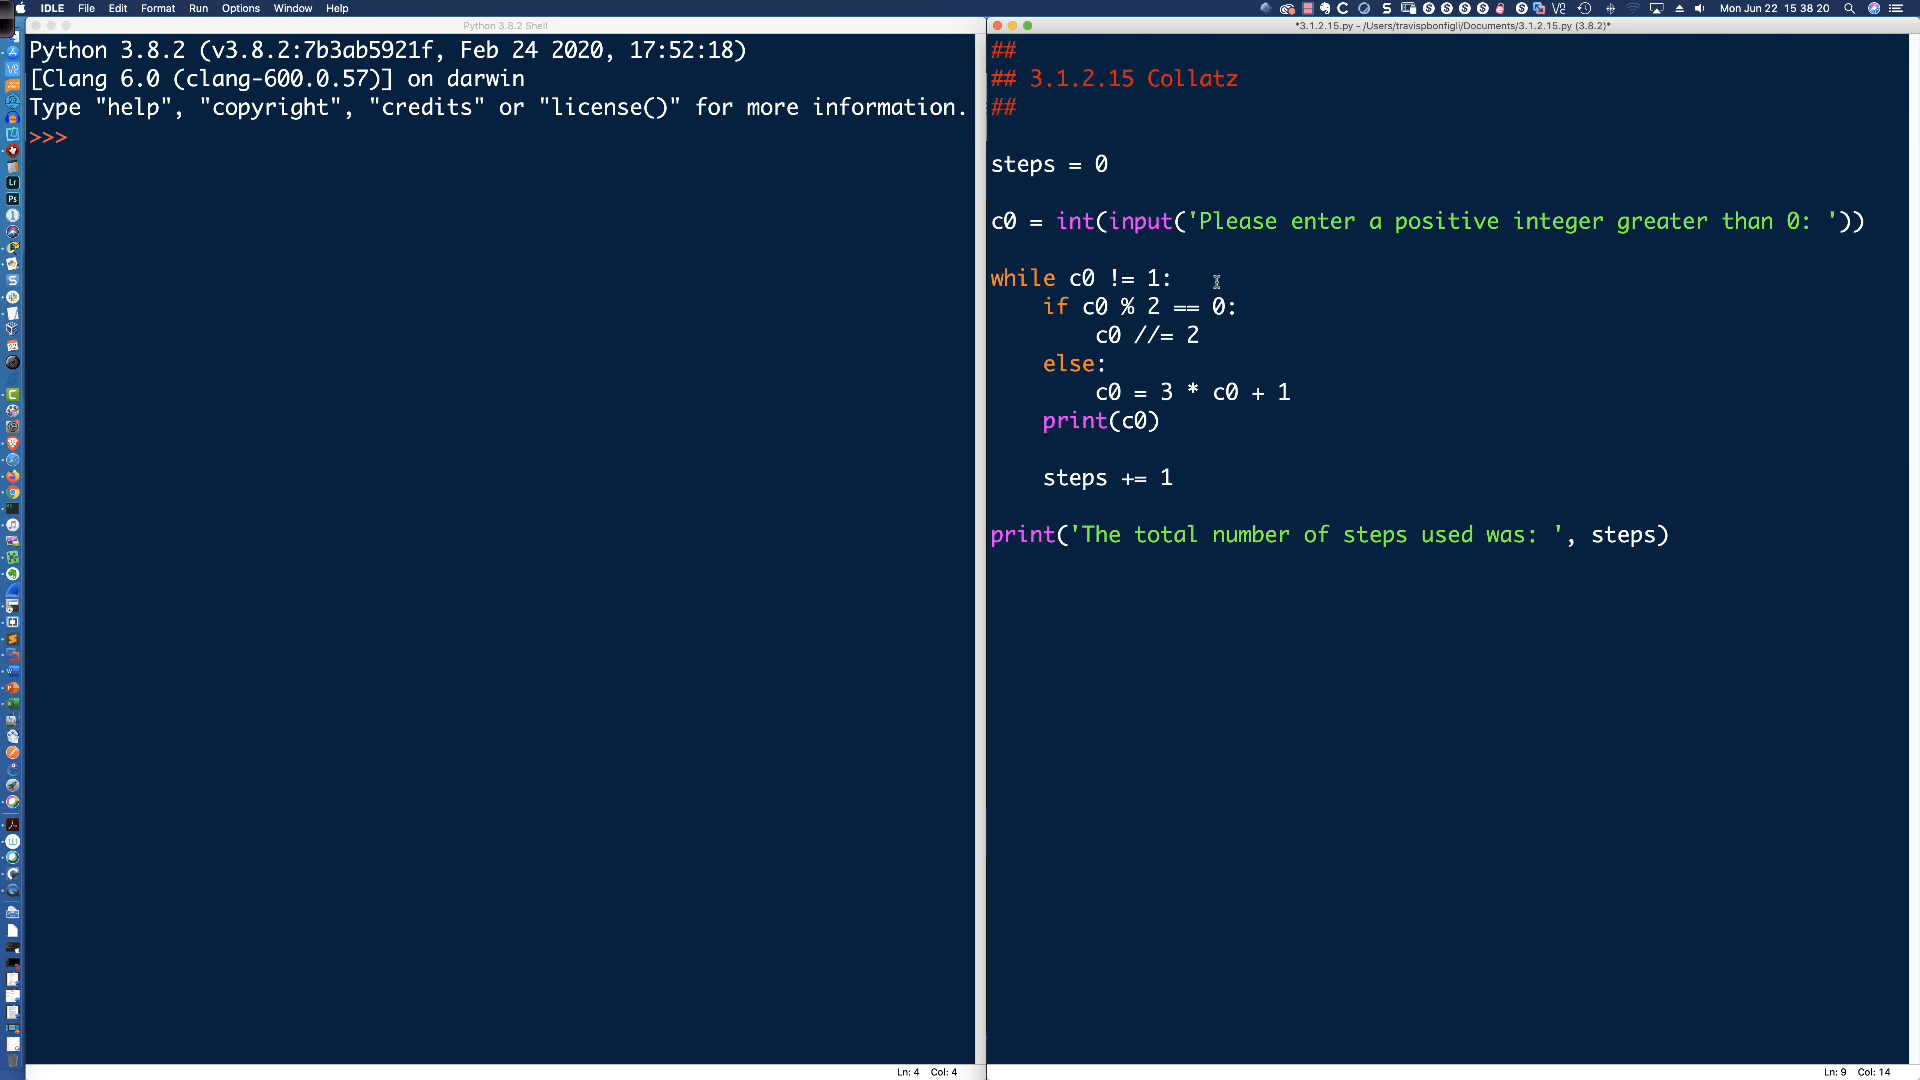 IDLE File Edit Format Run Options Window Help
Mon Jun 22 15 38 20
Python 3.8.2 Shell
Python 3.8.2 (v3.8.2:7b3ab5921f, Feb 24 2020, 17:52:18)
[Clang 6.0 (clang-600.0.57)] on darwin
Type "help", "copyright", "credits" or "license()" for more information.
>>>
Ln: 4 Col: 4
*3.1.2.15.py - /Users/travispbonfigli/Documents/3.1.2.15.py (3.8.2)*
##
## 3.1.2.15 Collatz
##
steps = 0
c0 = int(input('Please enter a positive integer greater than 0: '))
while c0 != 1:
    if c0 % 2 == 0:
        c0 //= 2
    else:
        c0 = 3 * c0 + 1
    print(c0)
    steps += 1
print('The total number of steps used was: ', steps)
Ln: 9 Col: 14